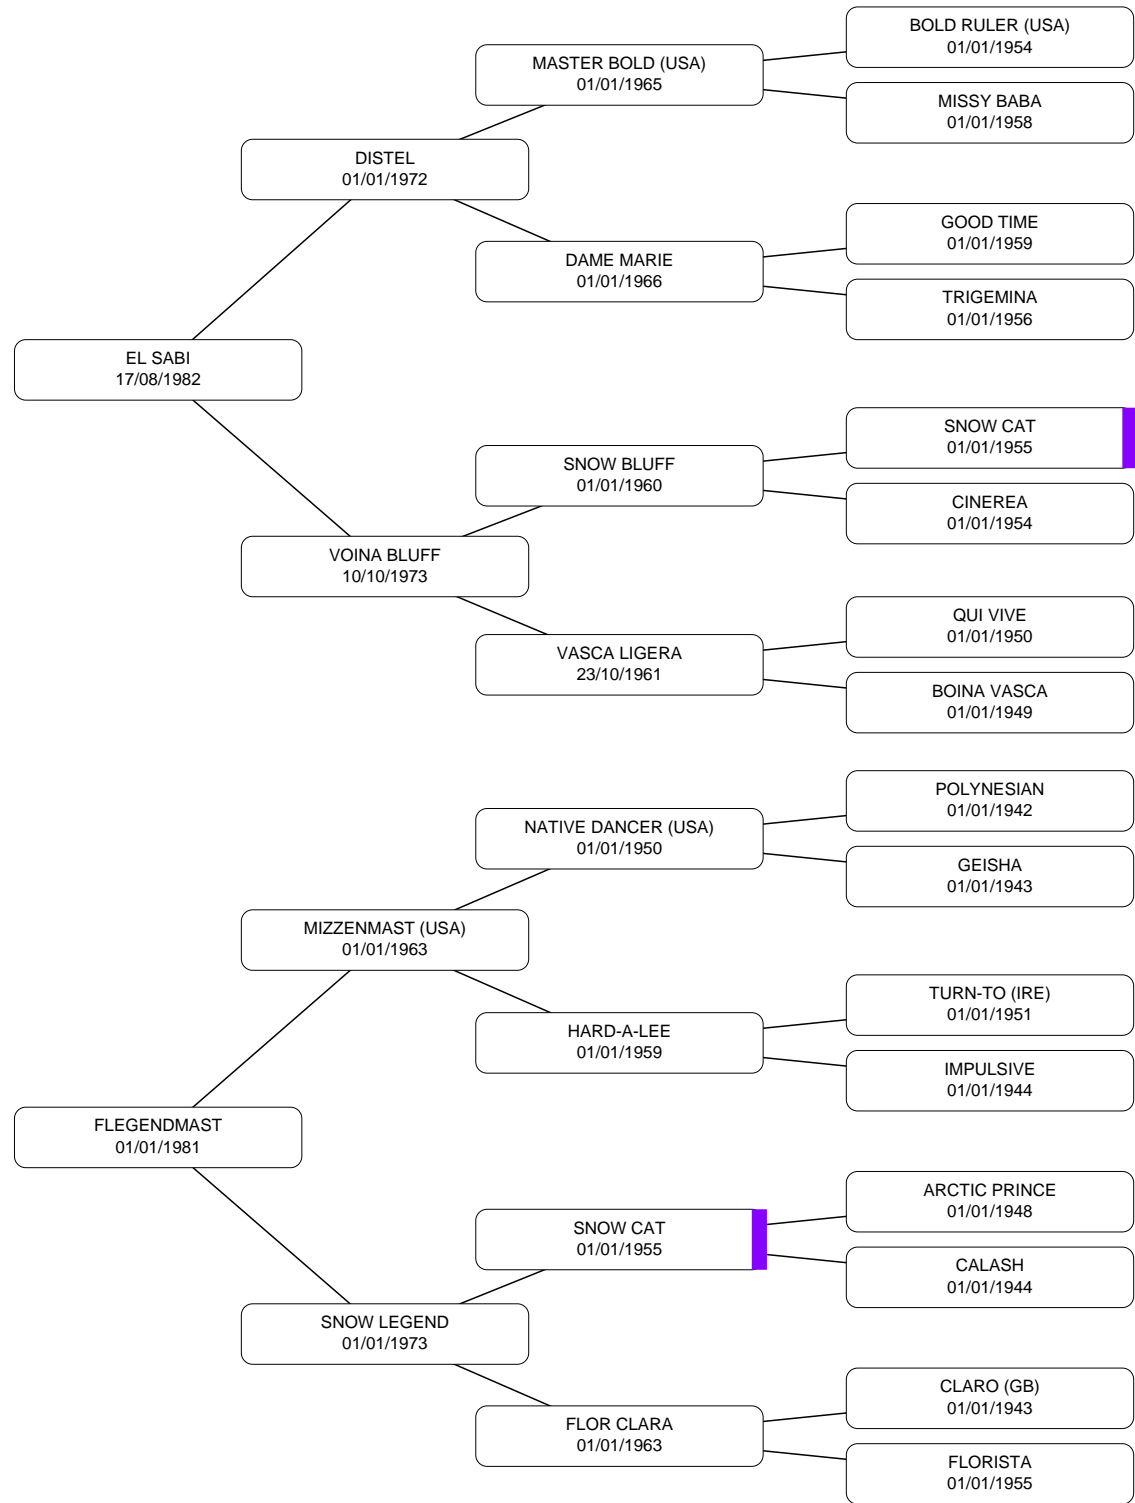 BOLD RULER (USA)
01/01/1954
MASTER BOLD (USA)
01/01/1965
MISSY BABA
01/01/1958
DISTEL
01/01/1972
GOOD TIME
01/01/1959
DAME MARIE
01/01/1966
TRIGEMINA
01/01/1956
EL SABI
17/08/1982
SNOW CAT
01/01/1955
SNOW BLUFF
01/01/1960
CINEREA
01/01/1954
VOINA BLUFF
10/10/1973
QUI VIVE
01/01/1950
VASCA LIGERA
23/10/1961
BOINA VASCA
01/01/1949
POLYNESIAN
01/01/1942
NATIVE DANCER (USA)
01/01/1950
GEISHA
01/01/1943
MIZZENMAST (USA)
01/01/1963
TURN-TO (IRE)
01/01/1951
HARD-A-LEE
01/01/1959
IMPULSIVE
01/01/1944
FLEGENDMAST
01/01/1981
ARCTIC PRINCE
01/01/1948
SNOW CAT
01/01/1955
CALASH
01/01/1944
SNOW LEGEND
01/01/1973
CLARO (GB)
01/01/1943
FLOR CLARA
01/01/1963
FLORISTA
01/01/1955